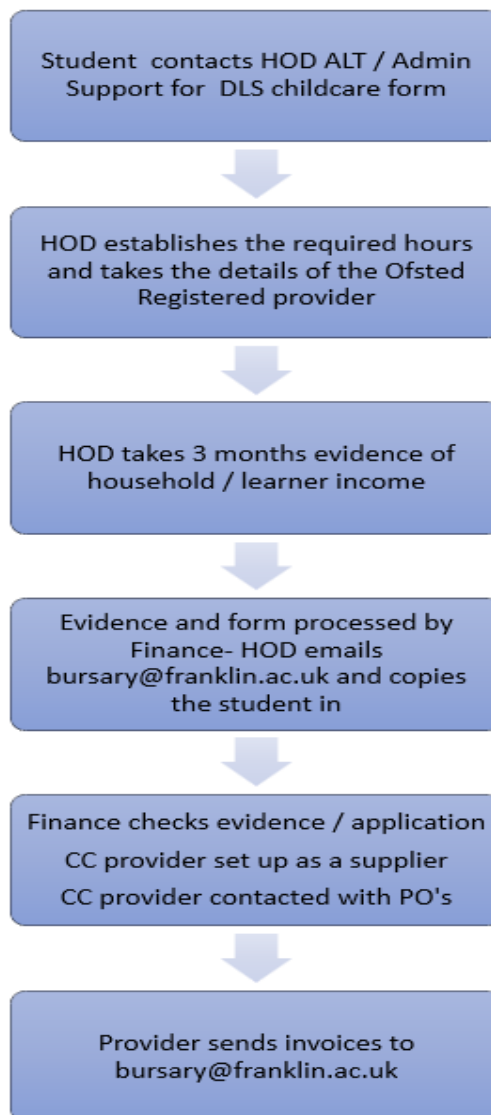 Student  contacts HOD ALT / Admin
Support for  DLS childcare form
HOD establishes the required hours
and takes the details of the Ofsted
Registered provider
HOD takes 3 months evidence of
household / learner income
Evidence and form processed by
Finance- HOD emails
bursary@franklin.ac.uk and copies
the student in
Finance checks evidence / application
CC provider set up as a supplier
CC provider contacted with PO's
Provider sends invoices to
bursary@franklin.ac.uk